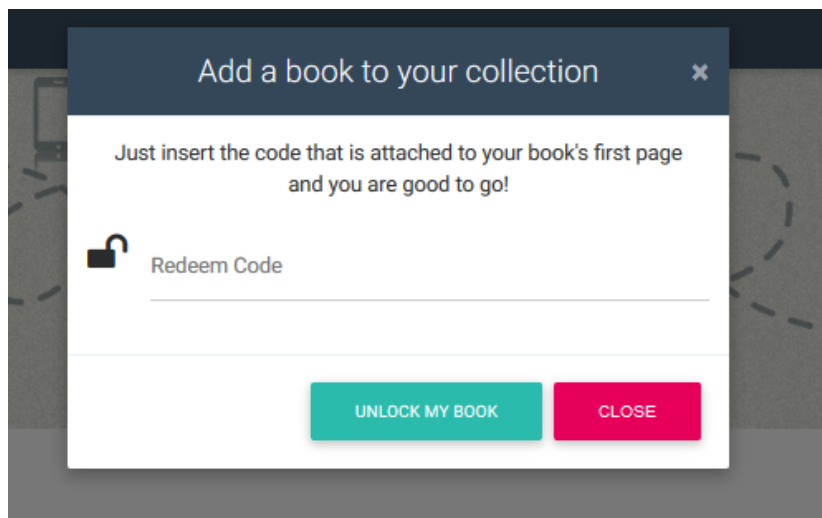 Add a book to your collection ×
Just insert the code that is attached to your book's first page
and you are good to go!
Redeem Code
UNLOCK MY BOOK CLOSE